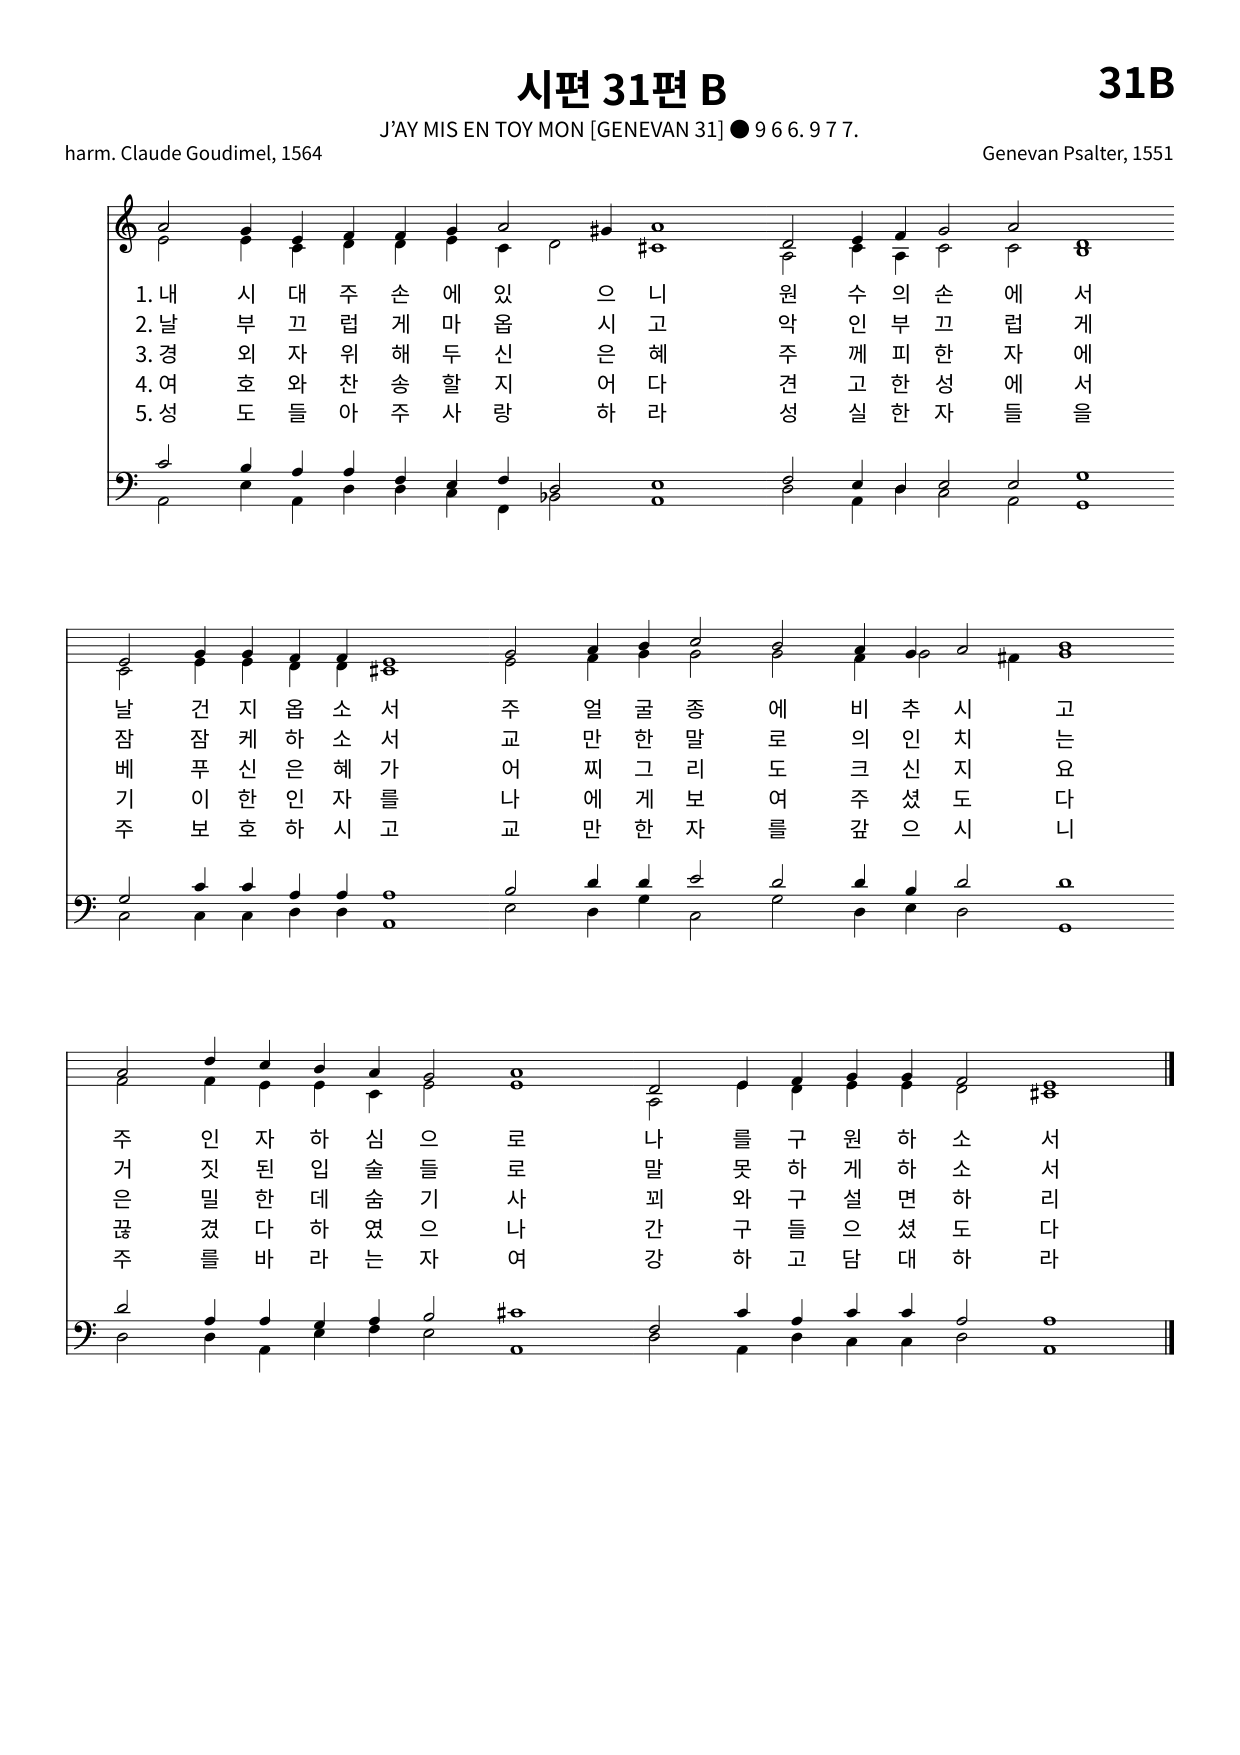 시편 31편 B
31B
J’AY MIS EN TOY MON [GENEVAN 31] ● 9 6 6. 9 7 7.
harm. Claude Goudimel, 1564
Genevan Psalter, 1551
1. 내 시 대 주 손 에 있 으 니 원 수 의 손 에 서
2. 날 부 끄 럽 게 마 옵 시 고 악 인 부 끄 럽 게
3. 경 외 자 위 해 두 신 은 혜 주 께 피 한 자 에
4. 여 호 와 찬 송 할 지 어 다 견 고 한 성 에 서
5. 성 도 들 아 주 사 랑 하 라 성 실 한 자 들 을
날 건 지 옵 소 서 주 얼 굴 종 에 비 추 시 고
잠 잠 케 하 소 서 교 만 한 말 로 의 인 치 는
베 푸 신 은 혜 가 어 찌 그 리 도 크 신 지 요
기 이 한 인 자 를 나 에 게 보 여 주 셨 도 다
주 보 호 하 시 고 교 만 한 자 를 갚 으 시 니
주 인 자 하 심 으 로 나 를 구 원 하 소 서
거 짓 된 입 술 들 로 말 못 하 게 하 소 서
은 밀 한 데 숨 기 사 꾀 와 구 설 면 하 리
끊 겼 다 하 였 으 나 간 구 들 으 셨 도 다
주 를 바 라 는 자 여 강 하 고 담 대 하 라